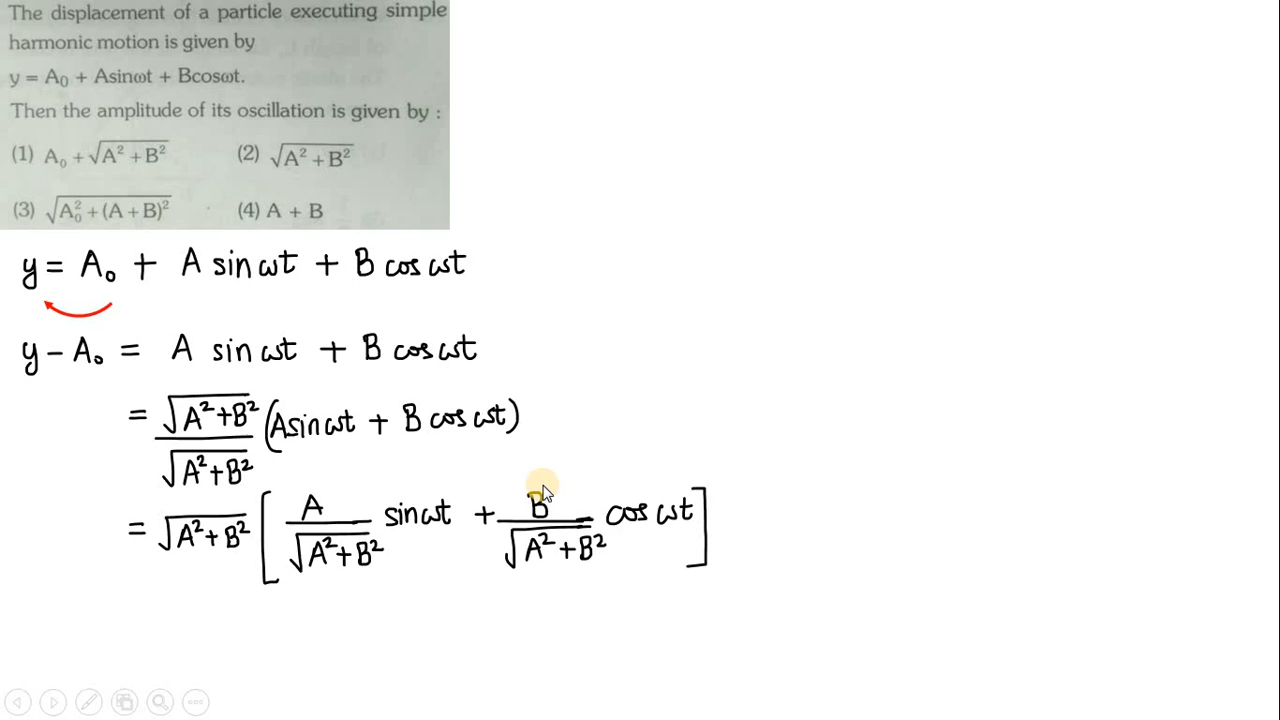 The displacement of a particle executing simple
harmonic motion is given by
y = A₀ + Asinωt + Bcosωt.
Then the amplitude of its oscillation is given by :
(1) A₀ + √(A² + B²) (2) √(A² + B²)
(3) √(A₀² + (A + B)²) (4) A + B
y = A₀ + A sin ωt + B cos ωt
y − A₀ = A sin ωt + B cos ωt
= √(A²+B²)/√(A²+B²) (A sin ωt + B cos ωt)
= √(A²+B²) [A/√(A²+B²) sin ωt + B/√(A²+B²) cos ωt]